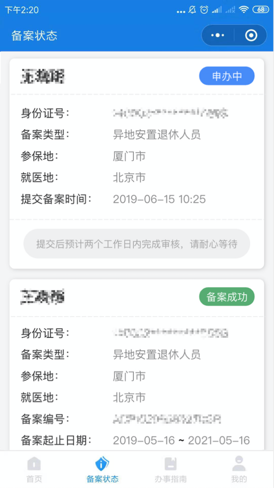 下午2:20
68
备案状态
申办中
身份证号：
备案类型： 异地安置退休人员
参保地： 厦门市
就医地： 北京市
提交备案时间： 2019-06-15 10:25
提交后预计两个工作日内完成审核，请耐心等待
备案成功
身份证号：
备案类型： 异地安置退休人员
参保地： 厦门市
就医地： 北京市
备案编号：
备案起止日期： 2019-05-16 ~ 2021-05-16
首页
备案状态
办事指南
我的